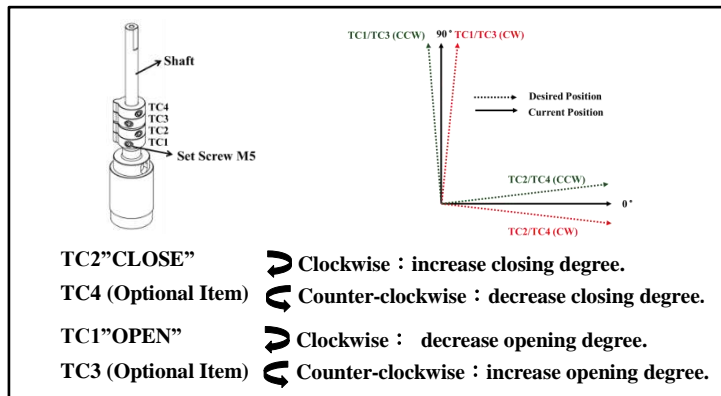 Shaft
TC4
TC3
TC2
TC1
Set Screw M5
TC1/TC3 (CCW)
90°
TC1/TC3 (CW)
Desired Position
Current Position
TC2/TC4 (CCW)
0°
TC2/TC4 (CW)
TC2”CLOSE” Clockwise：increase closing degree.
TC4 (Optional Item) Counter-clockwise：decrease closing degree.
TC1”OPEN” Clockwise： decrease opening degree.
TC3 (Optional Item) Counter-clockwise：increase opening degree.